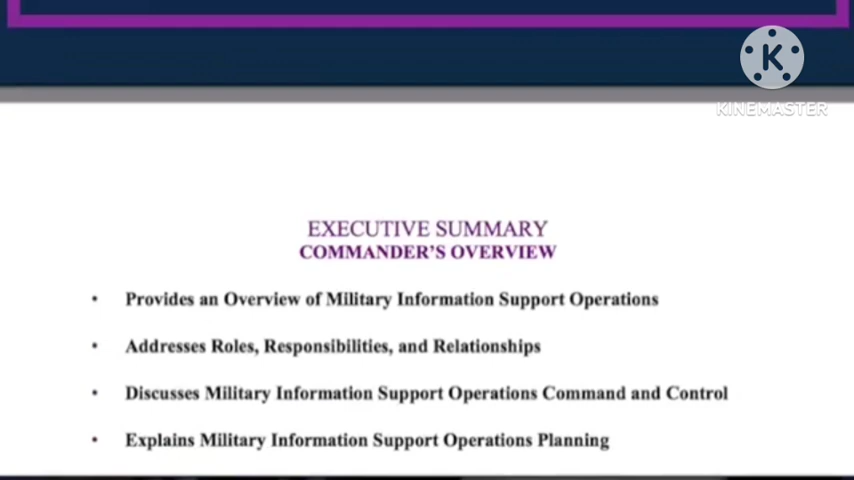 K
KINEMASTER
EXECUTIVE SUMMARY
COMMANDER'S OVERVIEW
• Provides an Overview of Military Information Support Operations
• Addresses Roles, Responsibilities, and Relationships
• Discusses Military Information Support Operations Command and Control
• Explains Military Information Support Operations Planning